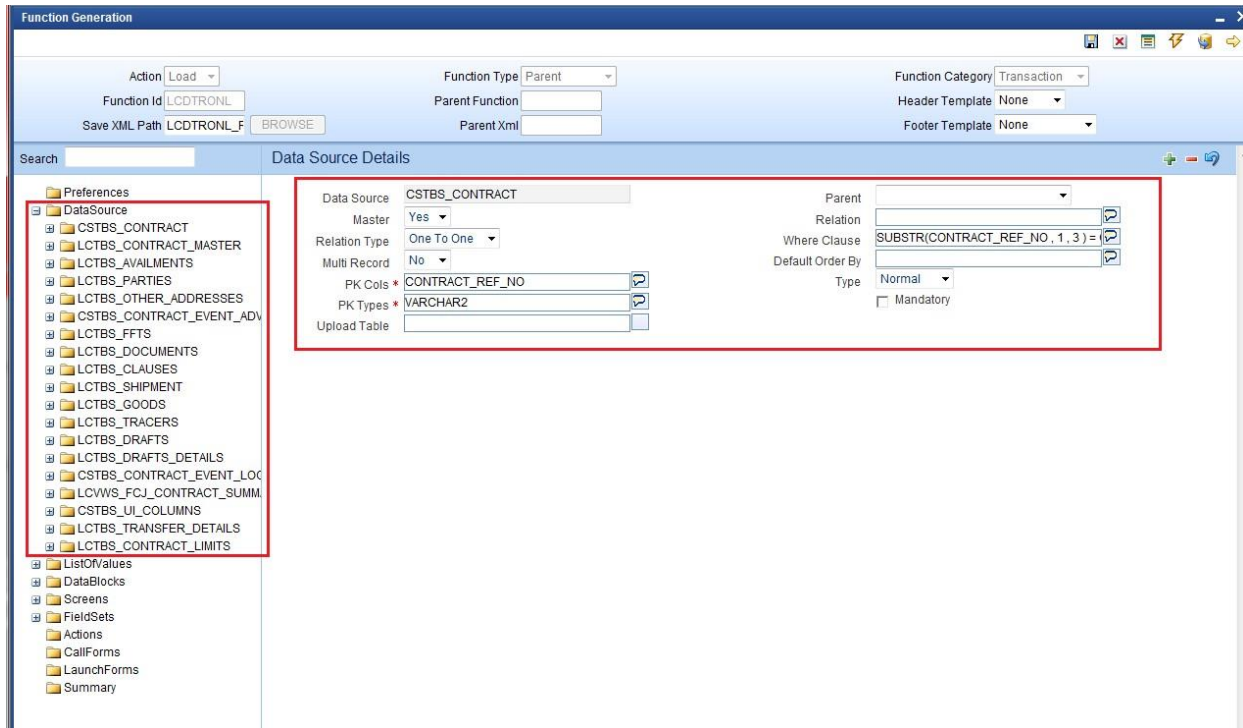 Function Generation
Action Load
Function Type Parent
Function Category Transaction
Function Id LCDTRONL
Parent Function
Header Template None
Save XML Path LCDTRONL_F BROWSE
Parent Xml
Footer Template None
Search
Data Source Details
Preferences
DataSource
CSTBS_CONTRACT
LCTBS_CONTRACT_MASTER
LCTBS_AVAILMENTS
LCTBS_PARTIES
LCTBS_OTHER_ADDRESSES
CSTBS_CONTRACT_EVENT_ADV
LCTBS_FFTS
LCTBS_DOCUMENTS
LCTBS_CLAUSES
LCTBS_SHIPMENT
LCTBS_GOODS
LCTBS_TRACERS
LCTBS_DRAFTS
LCTBS_DRAFTS_DETAILS
CSTBS_CONTRACT_EVENT_LOG
LCVWS_FCJ_CONTRACT_SUMM
CSTBS_UI_COLUMNS
LCTBS_TRANSFER_DETAILS
LCTBS_CONTRACT_LIMITS
ListOfValues
DataBlocks
Screens
FieldSets
Actions
CallForms
LaunchForms
Summary
Data Source CSTBS_CONTRACT
Master Yes
Relation Type One To One
Multi Record No
PK Cols * CONTRACT_REF_NO
PK Types * VARCHAR2
Upload Table
Parent
Relation
Where Clause SUBSTR(CONTRACT_REF_NO , 1 , 3 ) = (
Default Order By
Type Normal
Mandatory